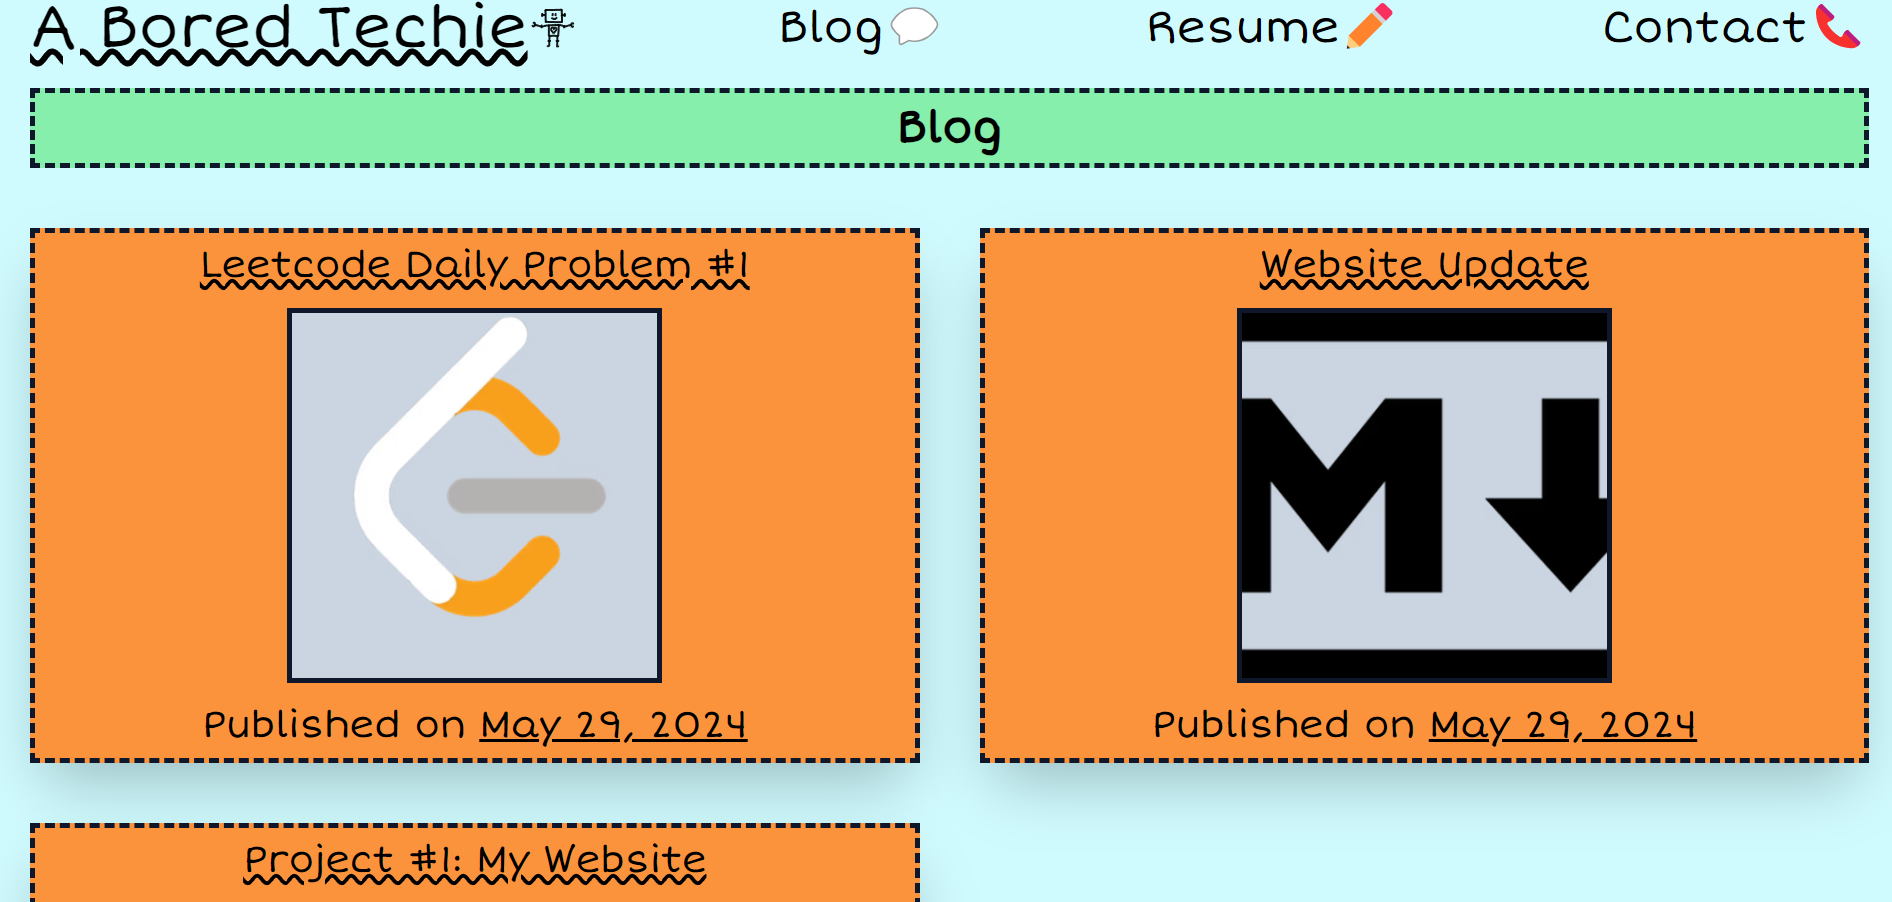 A Bored Techie Blog Resume Contact
Blog
Leetcode Daily Problem #1
Website Update
M
Published on May 29, 2024
Published on May 29, 2024
Project #1: My Website